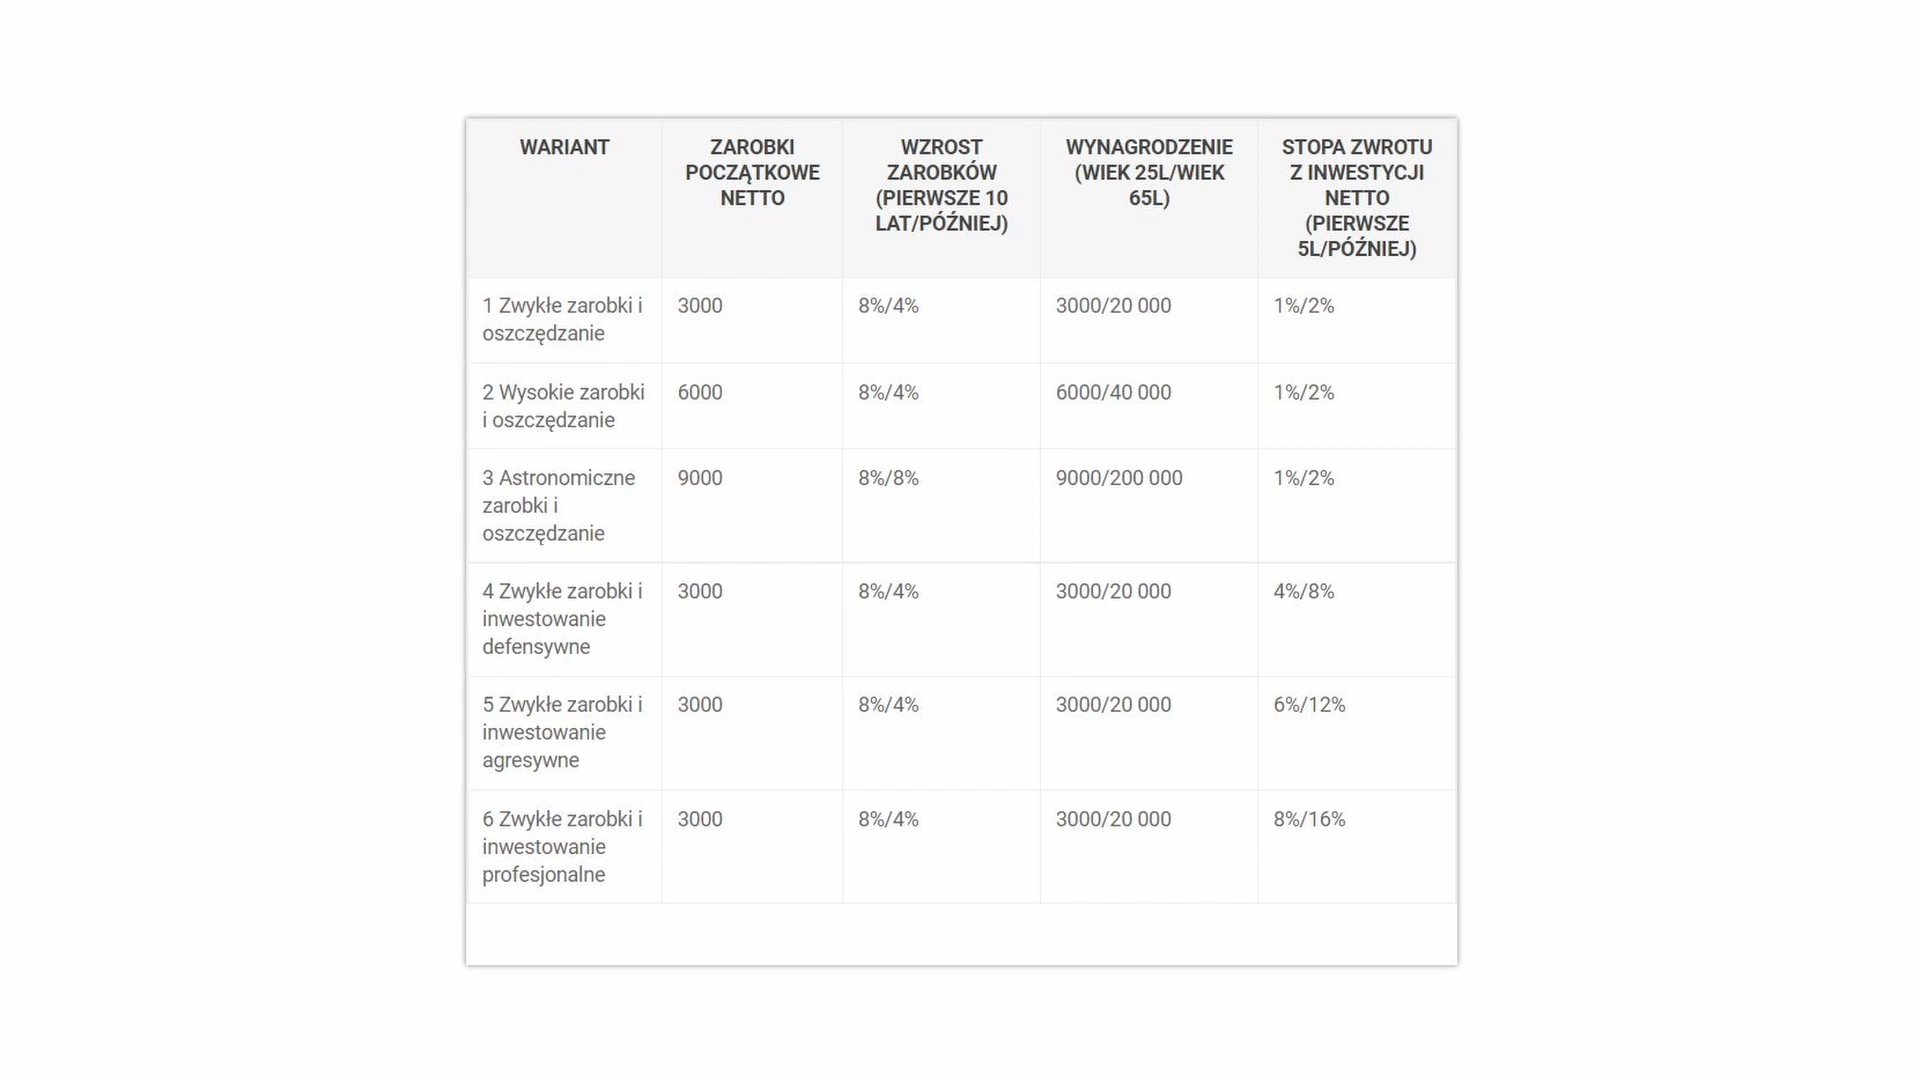 WARIANT
ZAROBKI
POCZĄTKOWE
NETTO
WZROST
ZAROBKÓW
(PIERWSZE 10
LAT/PÓŹNIEJ)
WYNAGRODZENIE
(WIEK 25L/WIEK
65L)
STOPA ZWROTU
Z INWESTYCJI
NETTO
(PIERWSZE
5L/PÓŹNIEJ)
1 Zwykłe zarobki i
oszczędzanie
3000
8%/4%
3000/20 000
1%/2%
2 Wysokie zarobki
i oszczędzanie
6000
8%/4%
6000/40 000
1%/2%
3 Astronomiczne
zarobki i
oszczędzanie
9000
8%/8%
9000/200 000
1%/2%
4 Zwykłe zarobki i
inwestowanie
defensywne
3000
8%/4%
3000/20 000
4%/8%
5 Zwykłe zarobki i
inwestowanie
agresywne
3000
8%/4%
3000/20 000
6%/12%
6 Zwykłe zarobki i
inwestowanie
profesjonalne
3000
8%/4%
3000/20 000
8%/16%